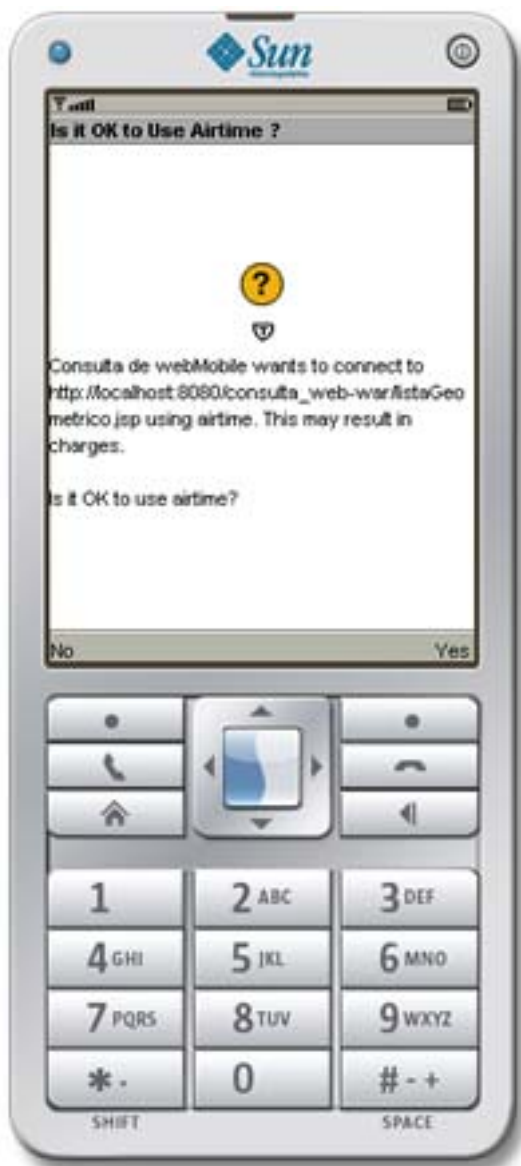 Sun
Is it OK to Use Airtime ?
?
Consulta de webMobile wants to connect to
http://localhost:8080/consulta_web-war/listaGeo
metrico.jsp using airtime. This may result in
charges.
Is it OK to use airtime?
No Yes
1 2 ABC 3 DEF
4 GHI 5 JKL 6 MNO
7 PQRS 8 TUV 9 WXYZ
* . 0 # - +
SHIFT SPACE